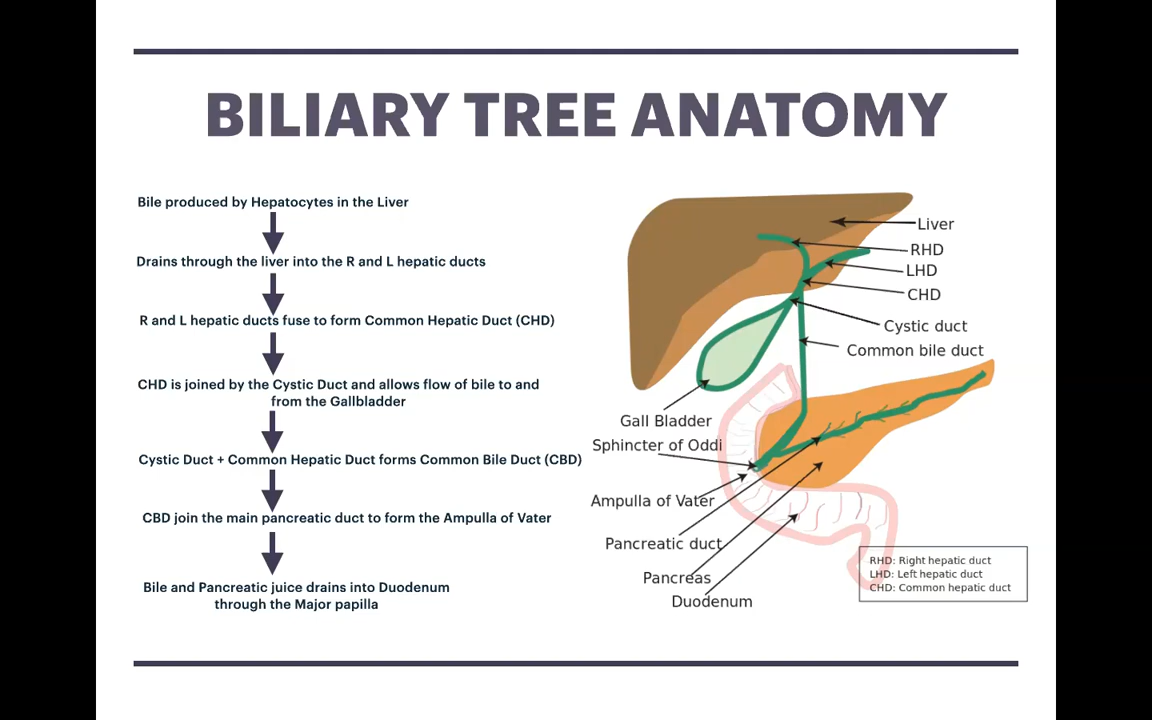 BILIARY TREE ANATOMY
Bile produced by Hepatocytes in the Liver
Drains through the liver into the R and L hepatic ducts
R and L hepatic ducts fuse to form Common Hepatic Duct (CHD)
CHD is joined by the Cystic Duct and allows flow of bile to and
from the Gallbladder
Cystic Duct + Common Hepatic Duct forms Common Bile Duct (CBD)
CBD join the main pancreatic duct to form the Ampulla of Vater
Bile and Pancreatic juice drains into Duodenum
through the Major papilla
Liver
RHD
LHD
CHD
Cystic duct
Common bile duct
Gall Bladder
Sphincter of Oddi
Ampulla of Vater
Pancreatic duct
Pancreas
Duodenum
RHD: Right hepatic duct
LHD: Left hepatic duct
CHD: Common hepatic duct